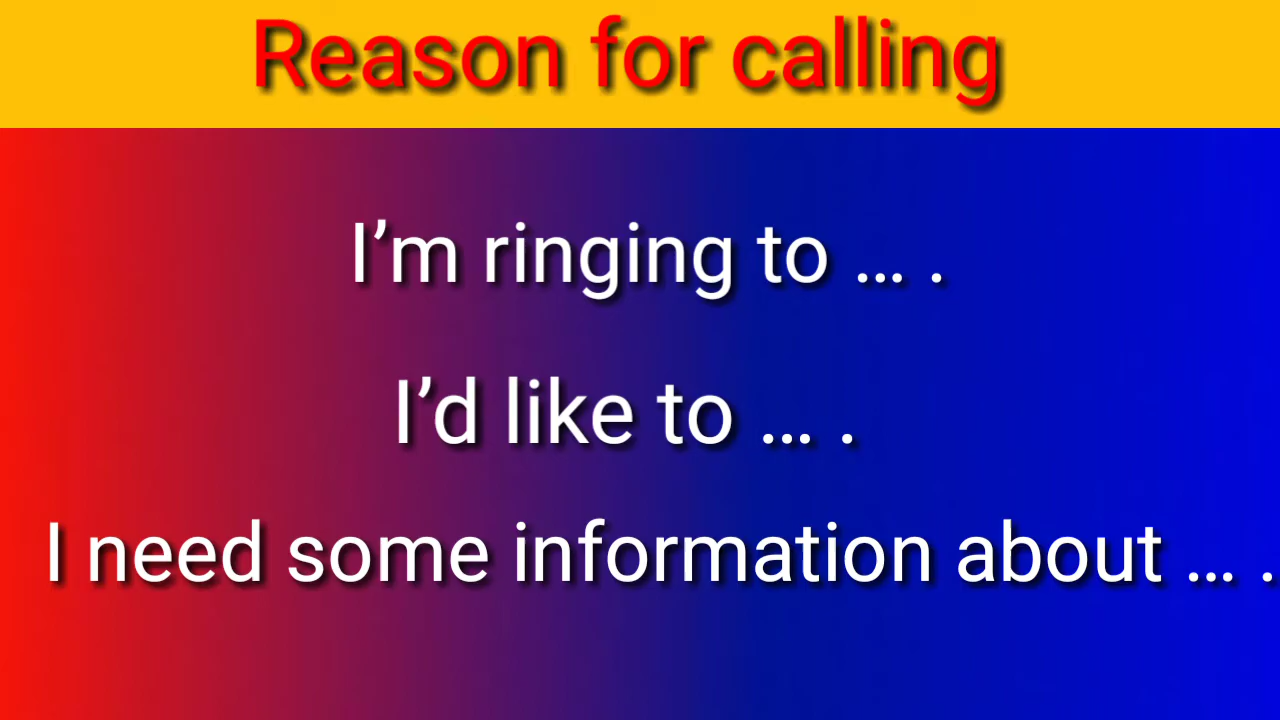 Reason for calling
I’m ringing to ... .
I’d like to ... .
I need some information about ... .